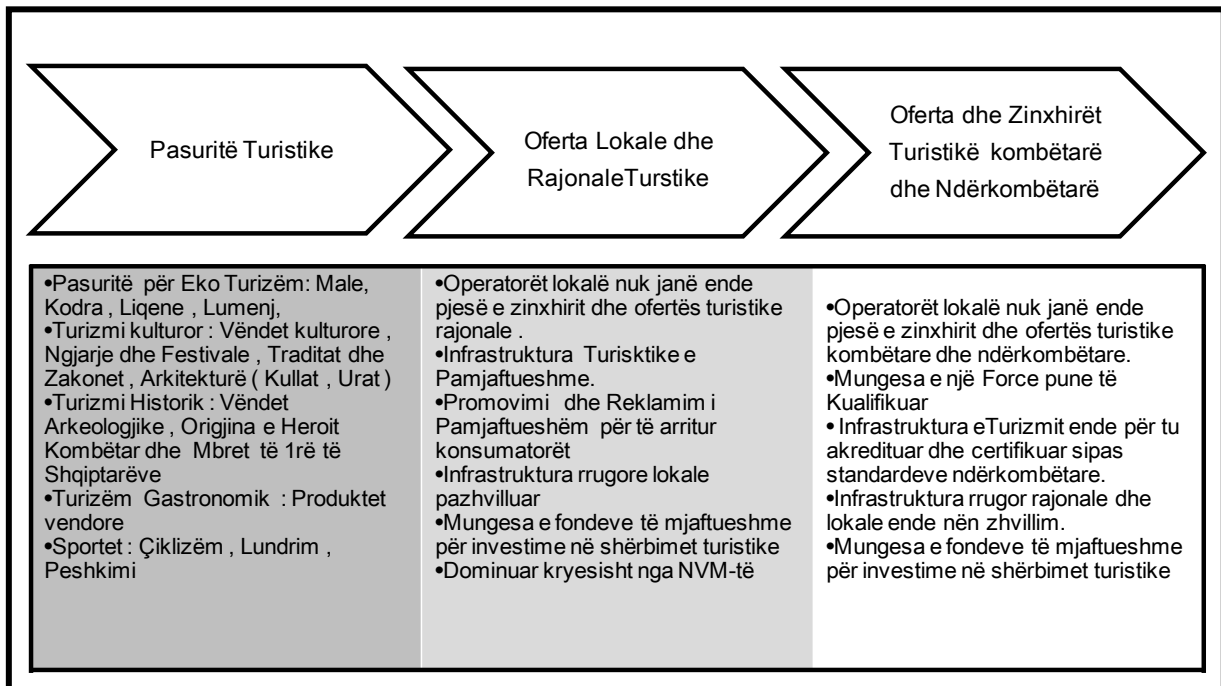 Pasuritë Turistike
Oferta Lokale dhe
RajonaleTurstike
Oferta dhe Zinxhirët
Turistikë kombëtarë
dhe Ndërkombëtarë
•Pasuritë për Eko Turizëm: Male,
Kodra , Liqene , Lumenj,
•Turizmi kulturor : Vëndet kulturore ,
Ngjarje dhe Festivale , Traditat dhe
Zakonet , Arkitekturë ( Kullat , Urat )
•Turizmi Historik : Vëndet
Arkeologjike , Origjina e Heroit
Kombëtar dhe Mbret të 1rë të
Shqiptarëve
•Turizëm Gastronomik : Produktet
vendore
•Sportet : Çiklizëm , Lundrim ,
Peshkimi
•Operatorët lokalë nuk janë ende
pjesë e zinxhirit dhe ofertës turistike
rajonale .
•Infrastruktura Turisktike e
Pamjaftueshme.
•Promovimi dhe Reklamim i
Pamjaftueshëm për të arritur
konsumatorët
•Infrastruktura rrugore lokale
pazhvilluar
•Mungesa e fondeve të mjaftueshme
për investime në shërbimet turistike
•Dominuar kryesisht nga NVM-të
•Operatorët lokalë nuk janë ende
pjesë e zinxhirit dhe ofertës turistike
kombëtare dhe ndërkombëtare.
•Mungesa e një Force pune të
Kualifikuar
• Infrastruktura eTurizmit ende për tu
akredituar dhe certifikuar sipas
standardeve ndërkombëtare.
•Infrastruktura rrugor rajonale dhe
lokale ende nën zhvillim.
•Mungesa e fondeve të mjaftueshme
për investime në shërbimet turistike